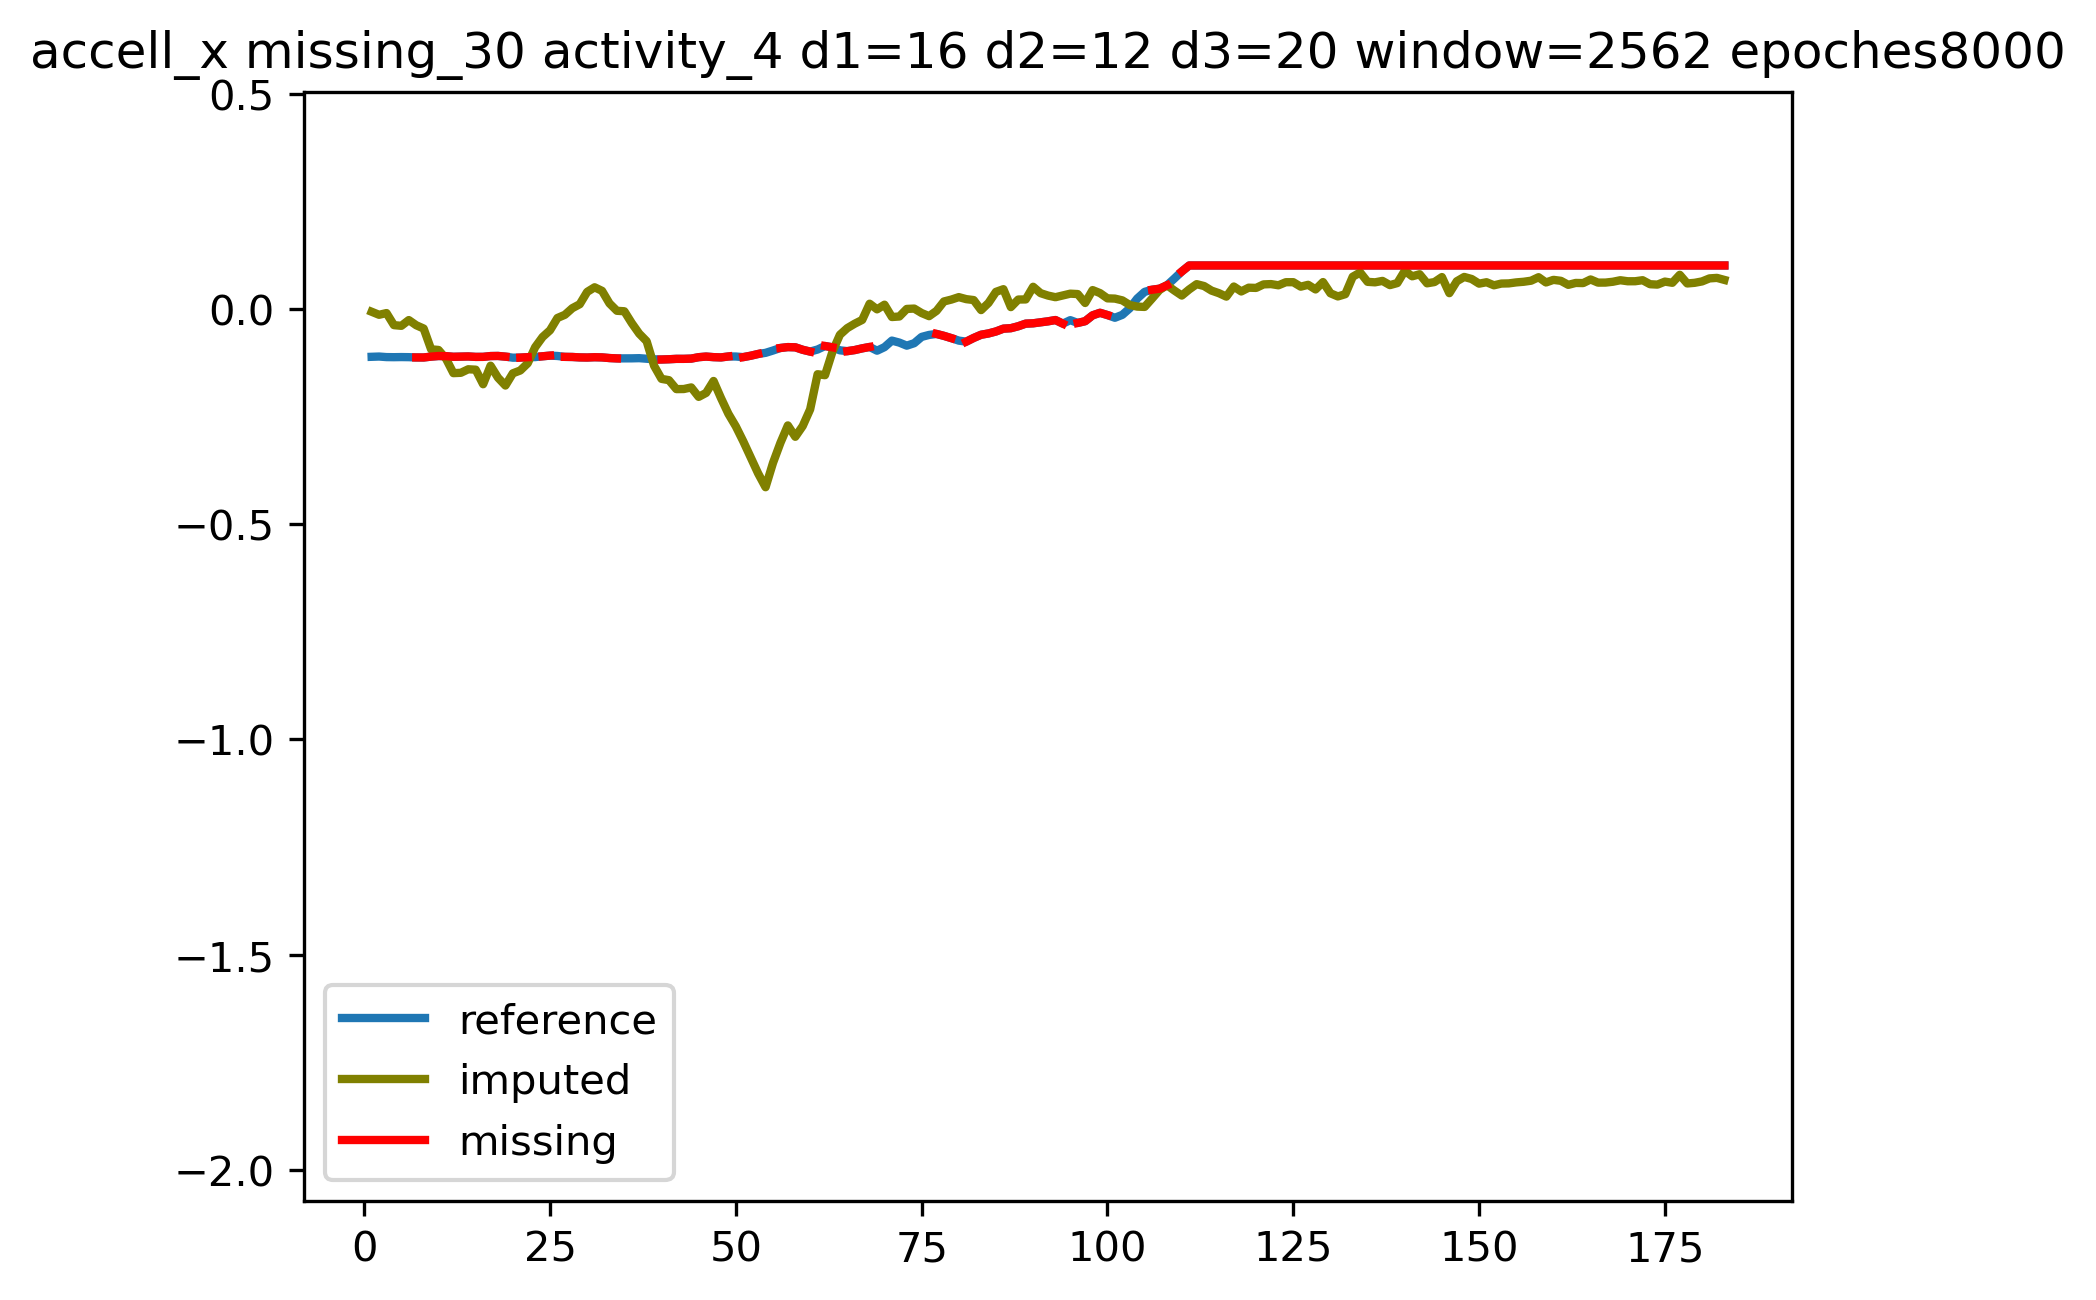 accell_x missing_30 activity_4 d1=16 d2=12 d3=20 window=2562 epoches8000
0.5
0.0
−0.5
−1.0
−1.5
−2.0
reference
imputed
missing
0 25 50 75 100 125 150 175